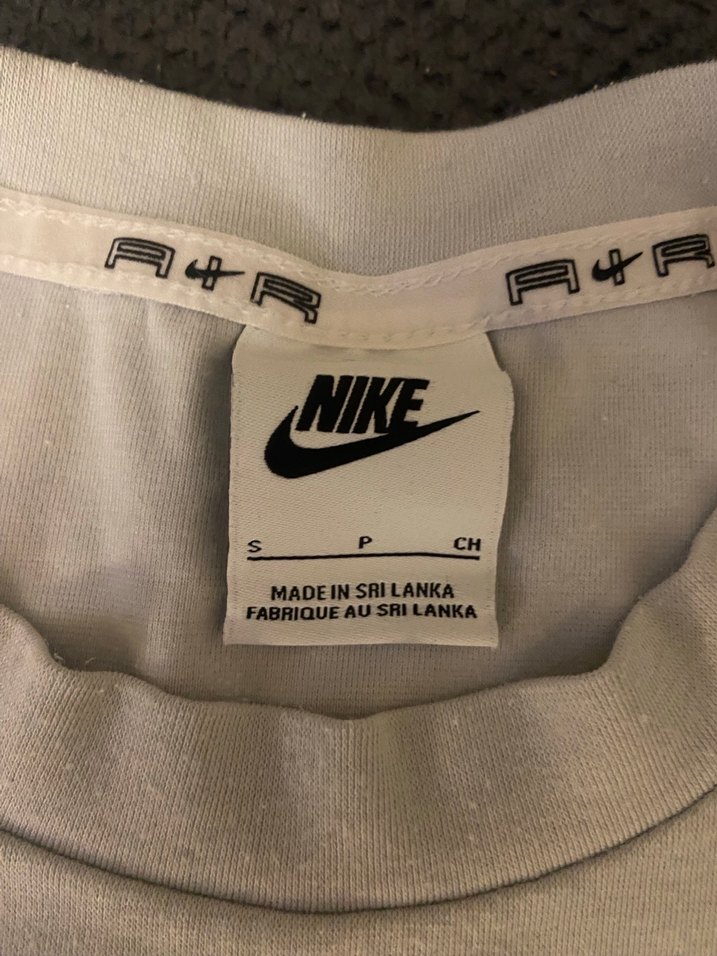 A+R A+R
NIKE
S P CH
MADE IN SRI LANKA
FABRIQUE AU SRI LANKA